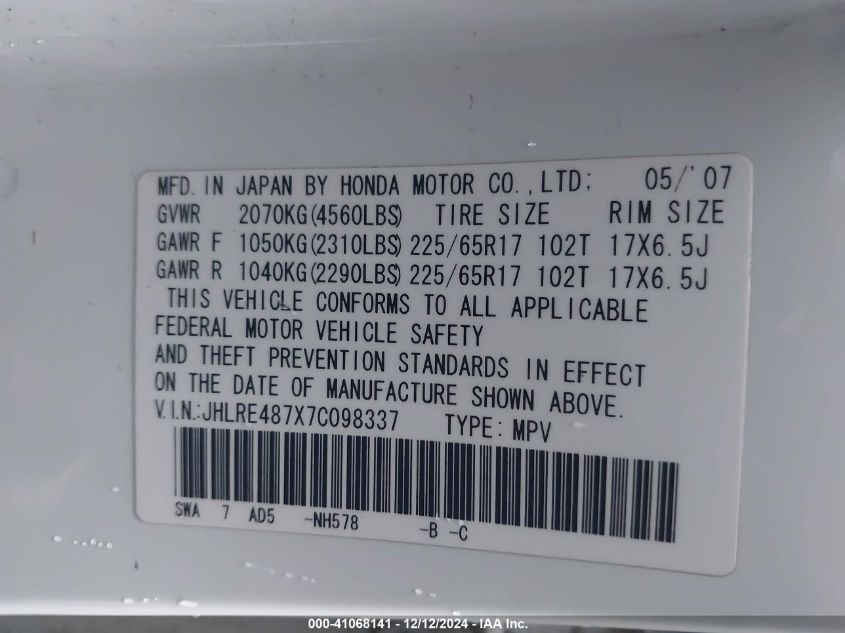 MFD. IN JAPAN BY HONDA MOTOR CO., LTD: 05/'07
GVWR 2070KG(4560LBS) TIRE SIZE RIM SIZE
GAWR F 1050KG(2310LBS) 225/65R17 102T 17X6.5J
GAWR R 1040KG(2290LBS) 225/65R17 102T 17X6.5J
THIS VEHICLE CONFORMS TO ALL APPLICABLE
FEDERAL MOTOR VEHICLE SAFETY
AND THEFT PREVENTION STANDARDS IN EFFECT
ON THE DATE OF MANUFACTURE SHOWN ABOVE.
V.I.N.:JHLRE487X7C098337 TYPE: MPV
SWA 7 AD5 -NH578 -B -C
000-41068141 - 12/12/2024 - IAA Inc.